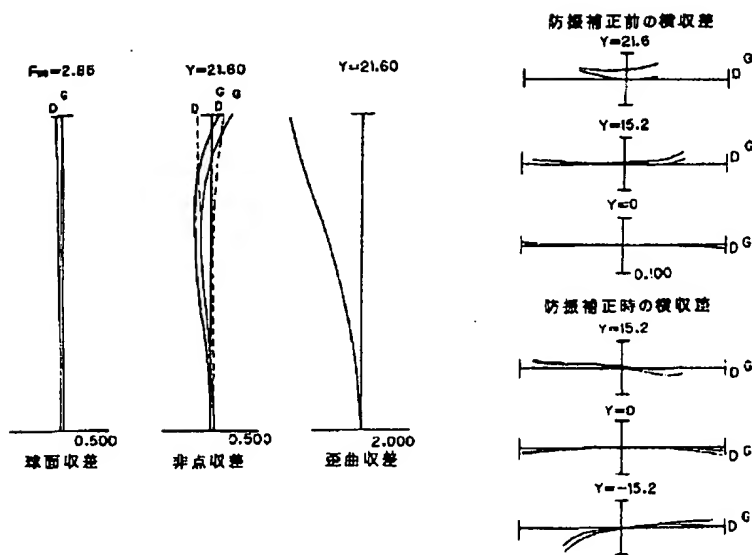 FNO=2.85
D G
0.500
球面収差
Y=21.60
D G D G
0.500
非点収差
Y=21.60
2.000
歪曲収差
防振補正前の横収差
Y=21.6
D G
Y=15.2
D G
Y=0
D G
0.100
防振補正時の横収差
Y=15.2
D G
Y=0
D G
Y=-15.2
D G